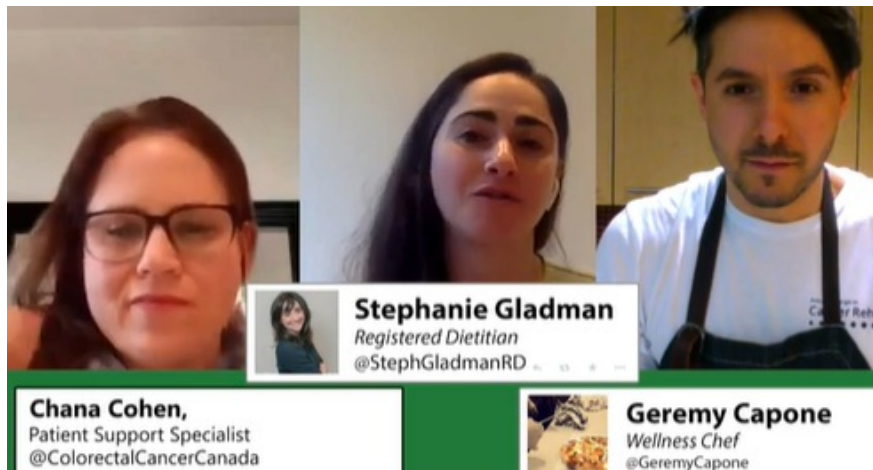 Stephanie Gladman
Registered Dietitian
@StephGladmanRD
Chana Cohen,
Patient Support Specialist
@ColorectalCancerCanada
Geremy Capone
Wellness Chef
@GeremyCapone